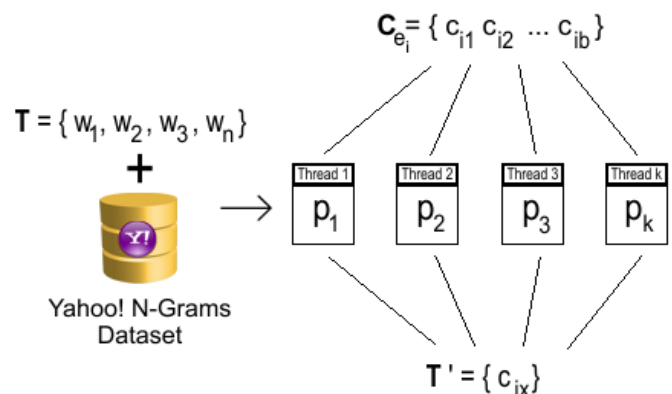 C_{e_i} = { c_{i1} c_{i2} ... c_{ib} }
T = { w_1, w_2, w_3, w_n }
+
Thread 1 Thread 2 Thread 3 Thread k
p_1 p_2 p_3 p_k
Y!
Yahoo! N-Grams
Dataset
T ' = { c_{ix} }